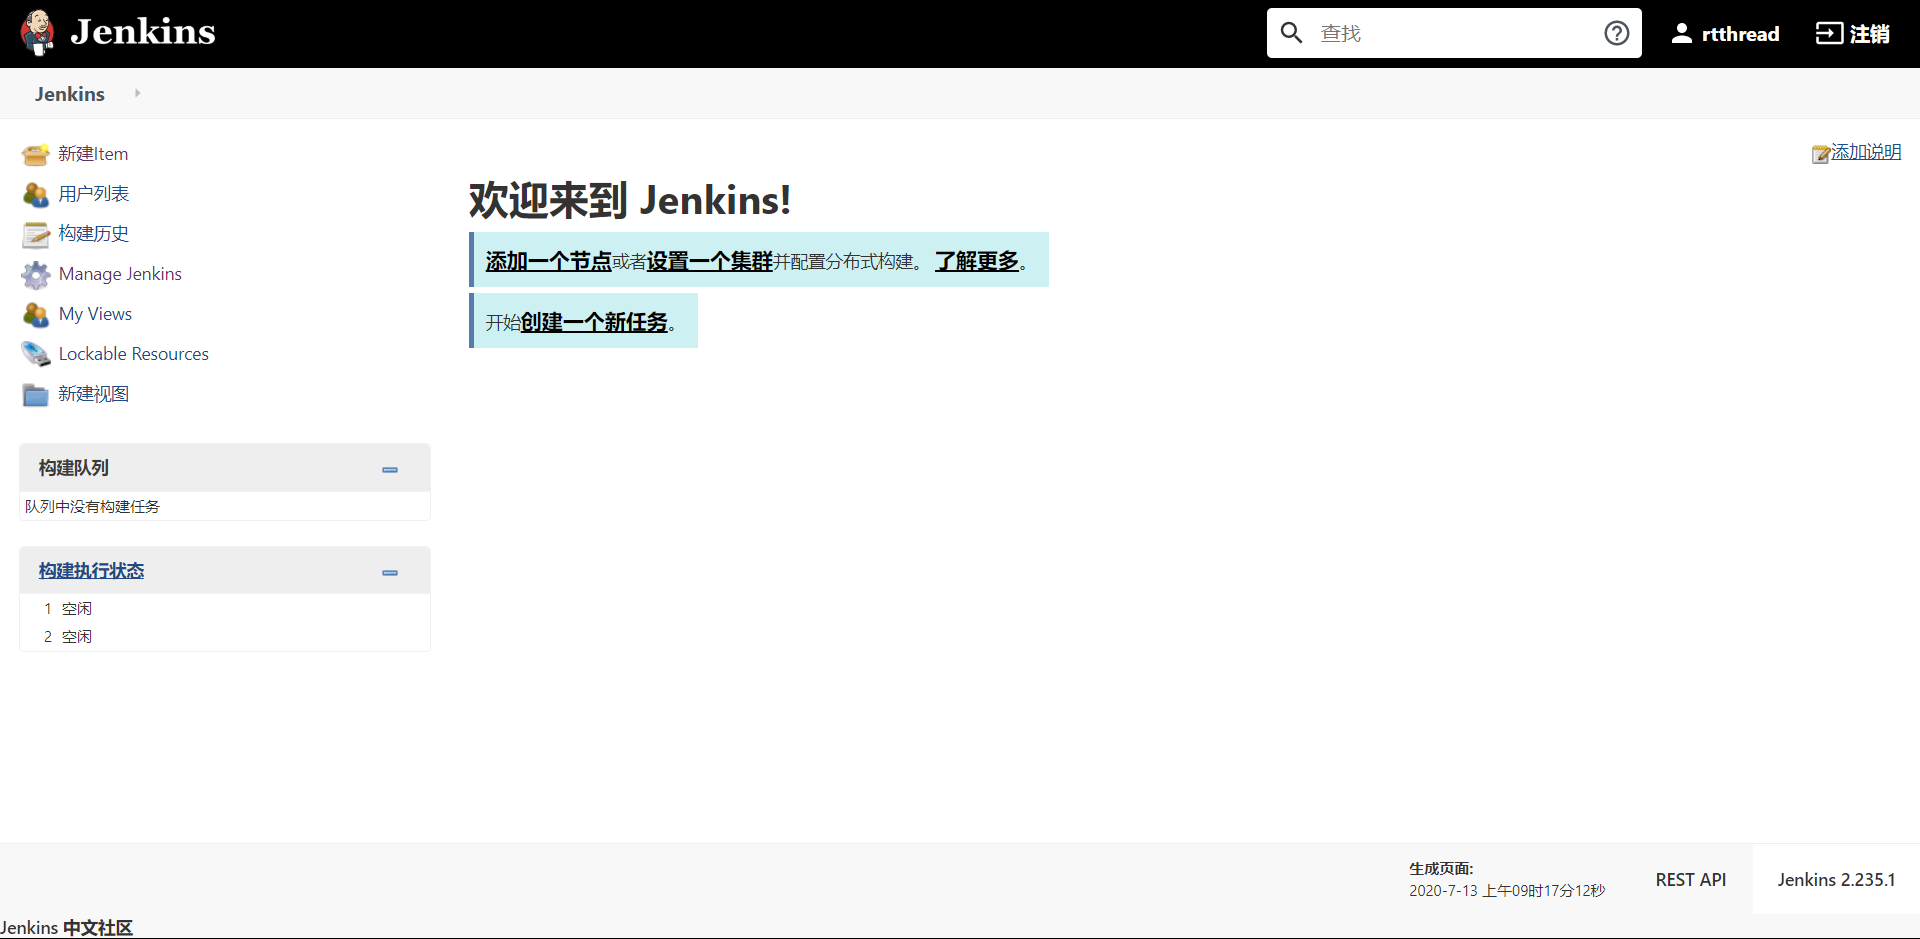 Jenkins
查找
rtthread
注销
Jenkins
新建Item
用户列表
构建历史
Manage Jenkins
My Views
Lockable Resources
新建视图
构建队列
队列中没有构建任务
构建执行状态
1 空闲
2 空闲
添加说明
欢迎来到 Jenkins!
添加一个节点或者设置一个集群并配置分布式构建。 了解更多。
开始创建一个新任务。
生成页面:
2020-7-13 上午09时17分12秒
REST API
Jenkins 2.235.1
Jenkins 中文社区